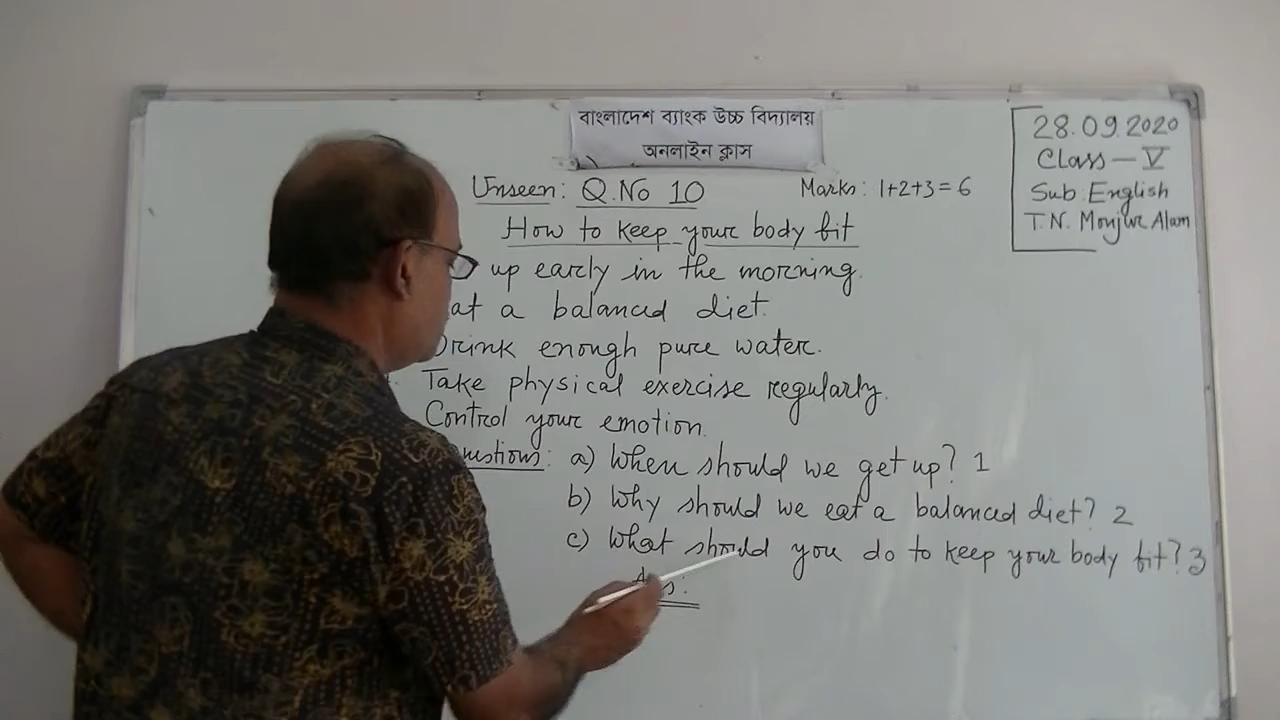 বাংলাদেশ ব্যাংক উচ্চ বিদ্যালয়
অনলাইন ক্লাস
28.09.2020
Class - V
Sub: English
T.N. Monjur Alam
Unseen: Q.No 10 Marks: 1+2+3=6
How to keep your body fit
up early in the morning.
at a balanced diet.
Drink enough pure water.
Take physical exercise regularly.
Control your emotion.
Questions: a) When should we get up? 1
b) Why should we eat a balanced diet? 2
c) What should you do to keep your body fit? 3
Ans: